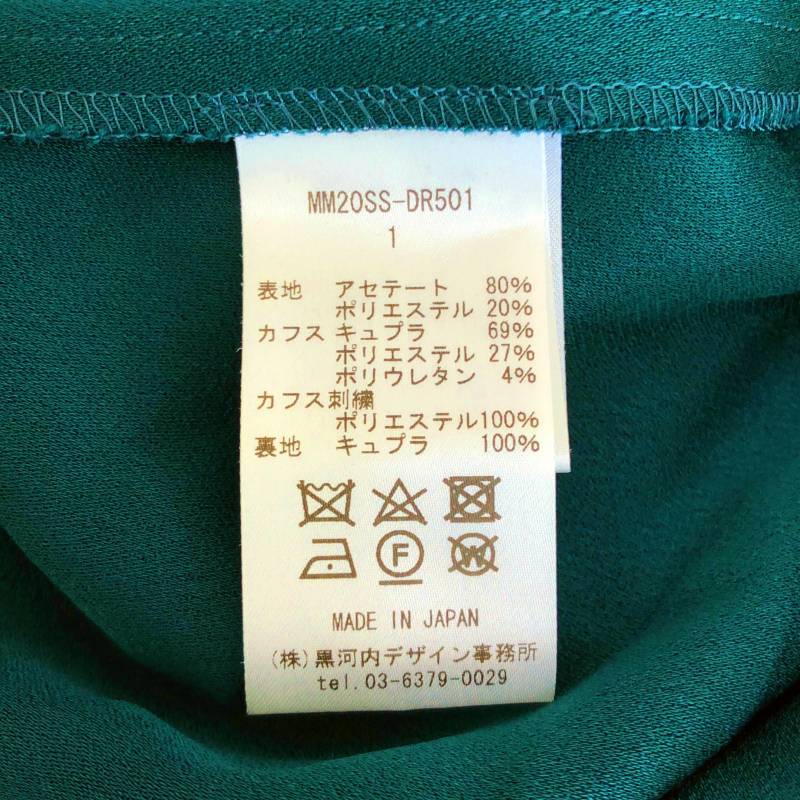 MM20SS-DR501
1
表地 アセテート 80%
ポリエステル 20%
カフス キュプラ 69%
ポリエステル 27%
ポリウレタン 4%
カフス刺繍
ポリエステル100%
裏地 キュプラ 100%
F W
MADE IN JAPAN
(株)黒河内デザイン事務所
tel.03-6379-0029